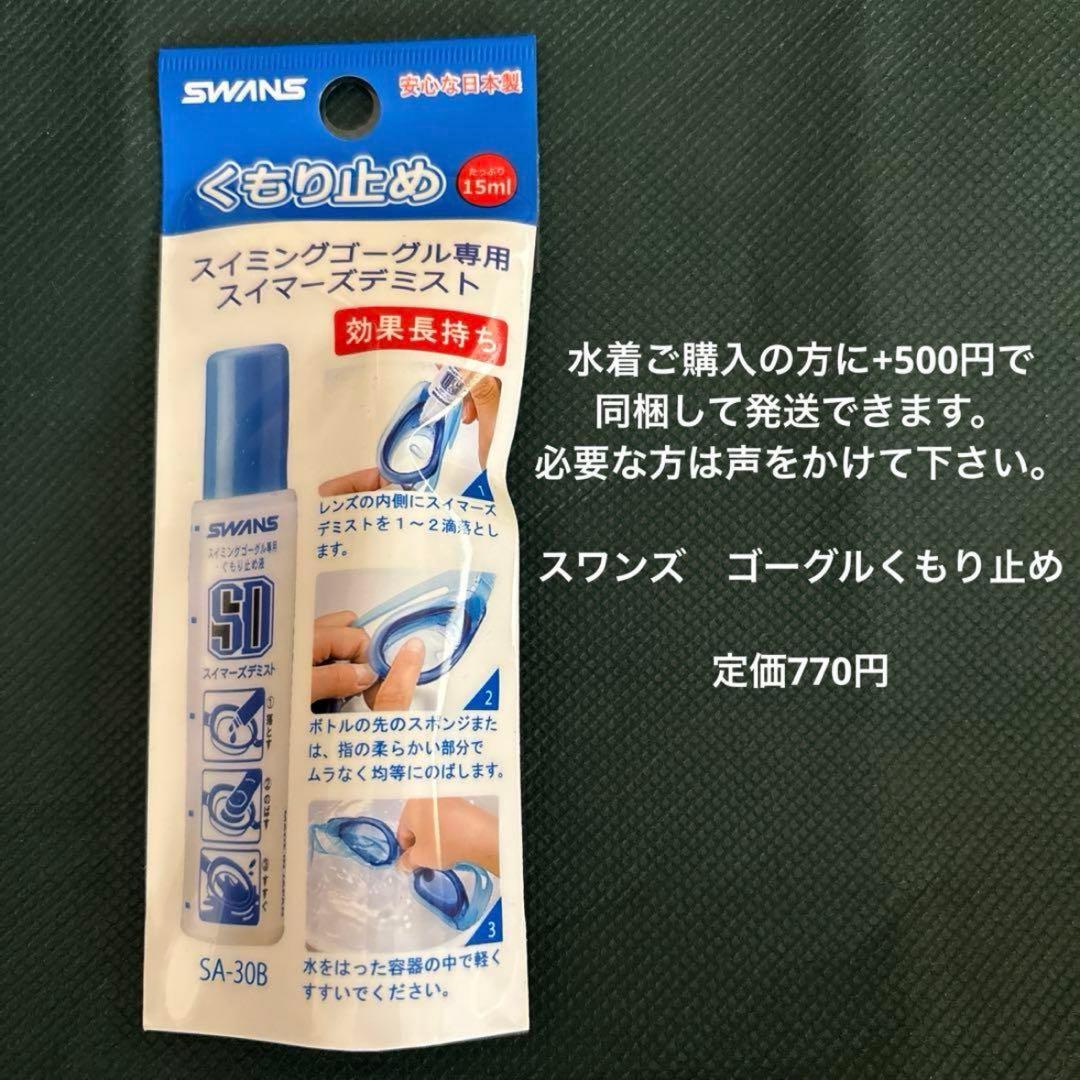 SWANS
安心な日本製
くもり止め
たっぷり
15ml
スイミングゴーグル専用
スイマーズデミスト
効果長持ち
1
レンズの内側にスイマーズ
デミストを1〜2滴落とし
ます。
2
ボトルの先のスポンジまた
は、指の柔らかい部分で
ムラなく均等にのばします。
3
水をはった容器の中で軽く
すすいでください。
SWANS
スイミングゴーグル専用
くもり止め液
SD
スイマーズデミスト
①落とす
②のばす
③すすぐ
MADE IN JAPAN
SA-30B
水着ご購入の方に+500円で
同梱して発送できます。
必要な方は声をかけて下さい。
スワンズ　ゴーグルくもり止め
定価770円